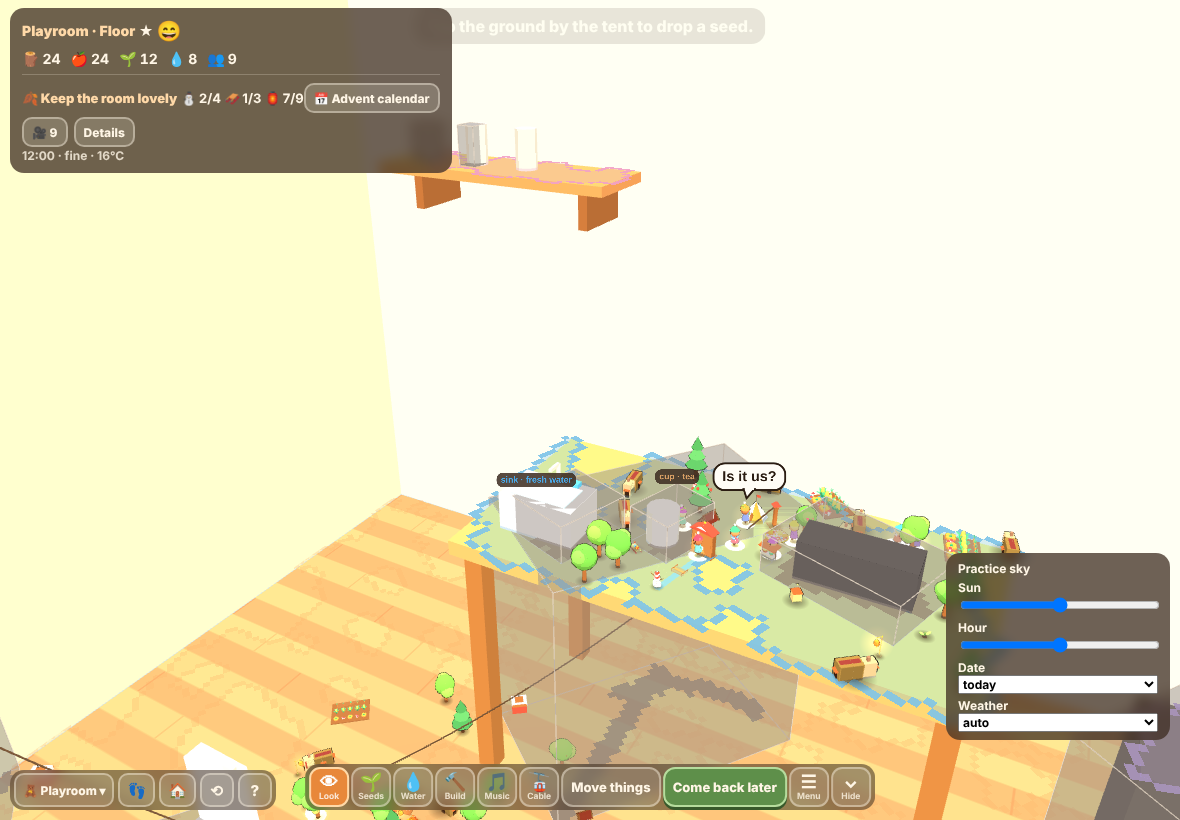 Playroom · Floor ★
24 24 12 8 9
the ground by the tent to drop a seed.
Keep the room lovely 2/4 1/3 7/9
Advent calendar
9 Details
12:00 · fine · 16°C
sink · fresh water
cup · tea
Is it us?
Practice sky
Sun
Hour
Date
today
Weather
auto
Playroom ▾
?
Look
Seeds
Water
Build
Music
Cable
Move things
Come back later
Menu
Hide